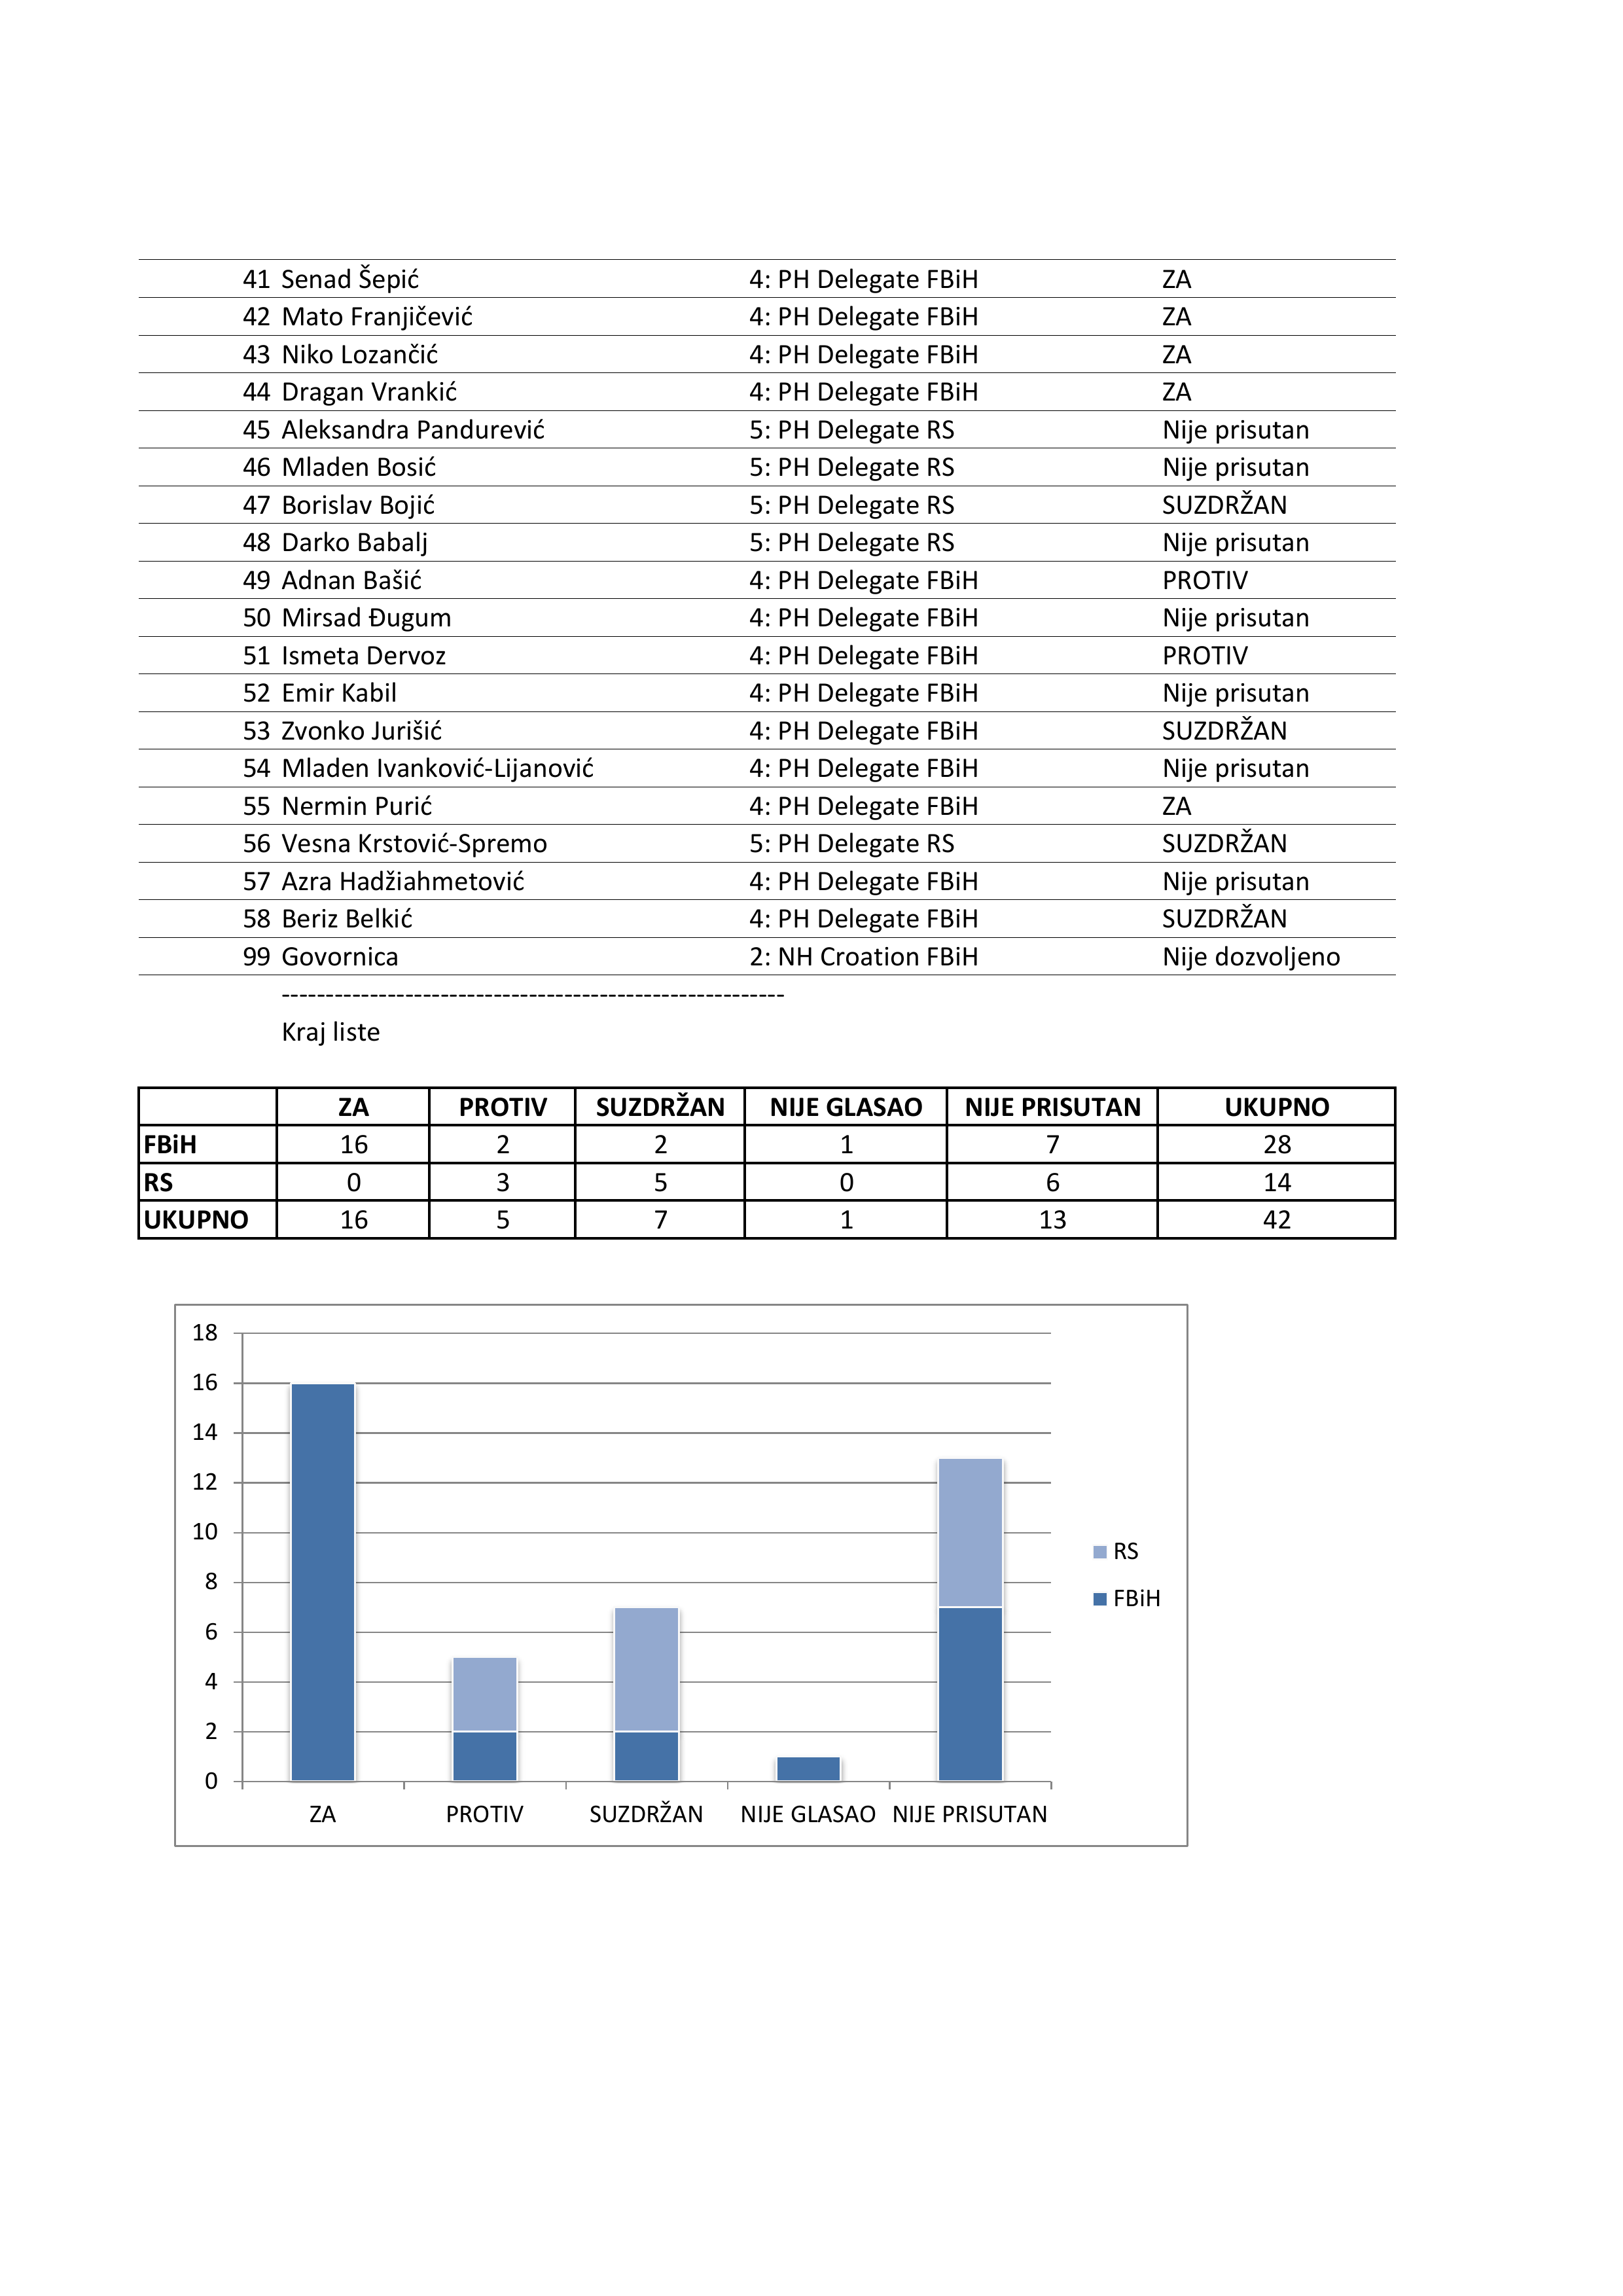 41 Senad Šepić 4: PH Delegate FBiH ZA
42 Mato Franjičević 4: PH Delegate FBiH ZA
43 Niko Lozančić 4: PH Delegate FBiH ZA
44 Dragan Vrankić 4: PH Delegate FBiH ZA
45 Aleksandra Pandurević 5: PH Delegate RS Nije prisutan
46 Mladen Bosić 5: PH Delegate RS Nije prisutan
47 Borislav Bojić 5: PH Delegate RS SUZDRŽAN
48 Darko Babalj 5: PH Delegate RS Nije prisutan
49 Adnan Bašić 4: PH Delegate FBiH PROTIV
50 Mirsad Đugum 4: PH Delegate FBiH Nije prisutan
51 Ismeta Dervoz 4: PH Delegate FBiH PROTIV
52 Emir Kabil 4: PH Delegate FBiH Nije prisutan
53 Zvonko Jurišić 4: PH Delegate FBiH SUZDRŽAN
54 Mladen Ivanković-Lijanović 4: PH Delegate FBiH Nije prisutan
55 Nermin Purić 4: PH Delegate FBiH ZA
56 Vesna Krstović-Spremo 5: PH Delegate RS SUZDRŽAN
57 Azra Hadžiahmetović 4: PH Delegate FBiH Nije prisutan
58 Beriz Belkić 4: PH Delegate FBiH SUZDRŽAN
99 Govornica 2: NH Croation FBiH Nije dozvoljeno
---------------------------------------------------------
Kraj liste
ZA PROTIV SUZDRŽAN NIJE GLASAO NIJE PRISUTAN UKUPNO
FBiH 16 2 2 1 7 28
RS 0 3 5 0 6 14
UKUPNO 16 5 7 1 13 42
18
16
14
12
10
8
6
4
2
0
ZA PROTIV SUZDRŽAN NIJE GLASAO NIJE PRISUTAN
RS
FBiH